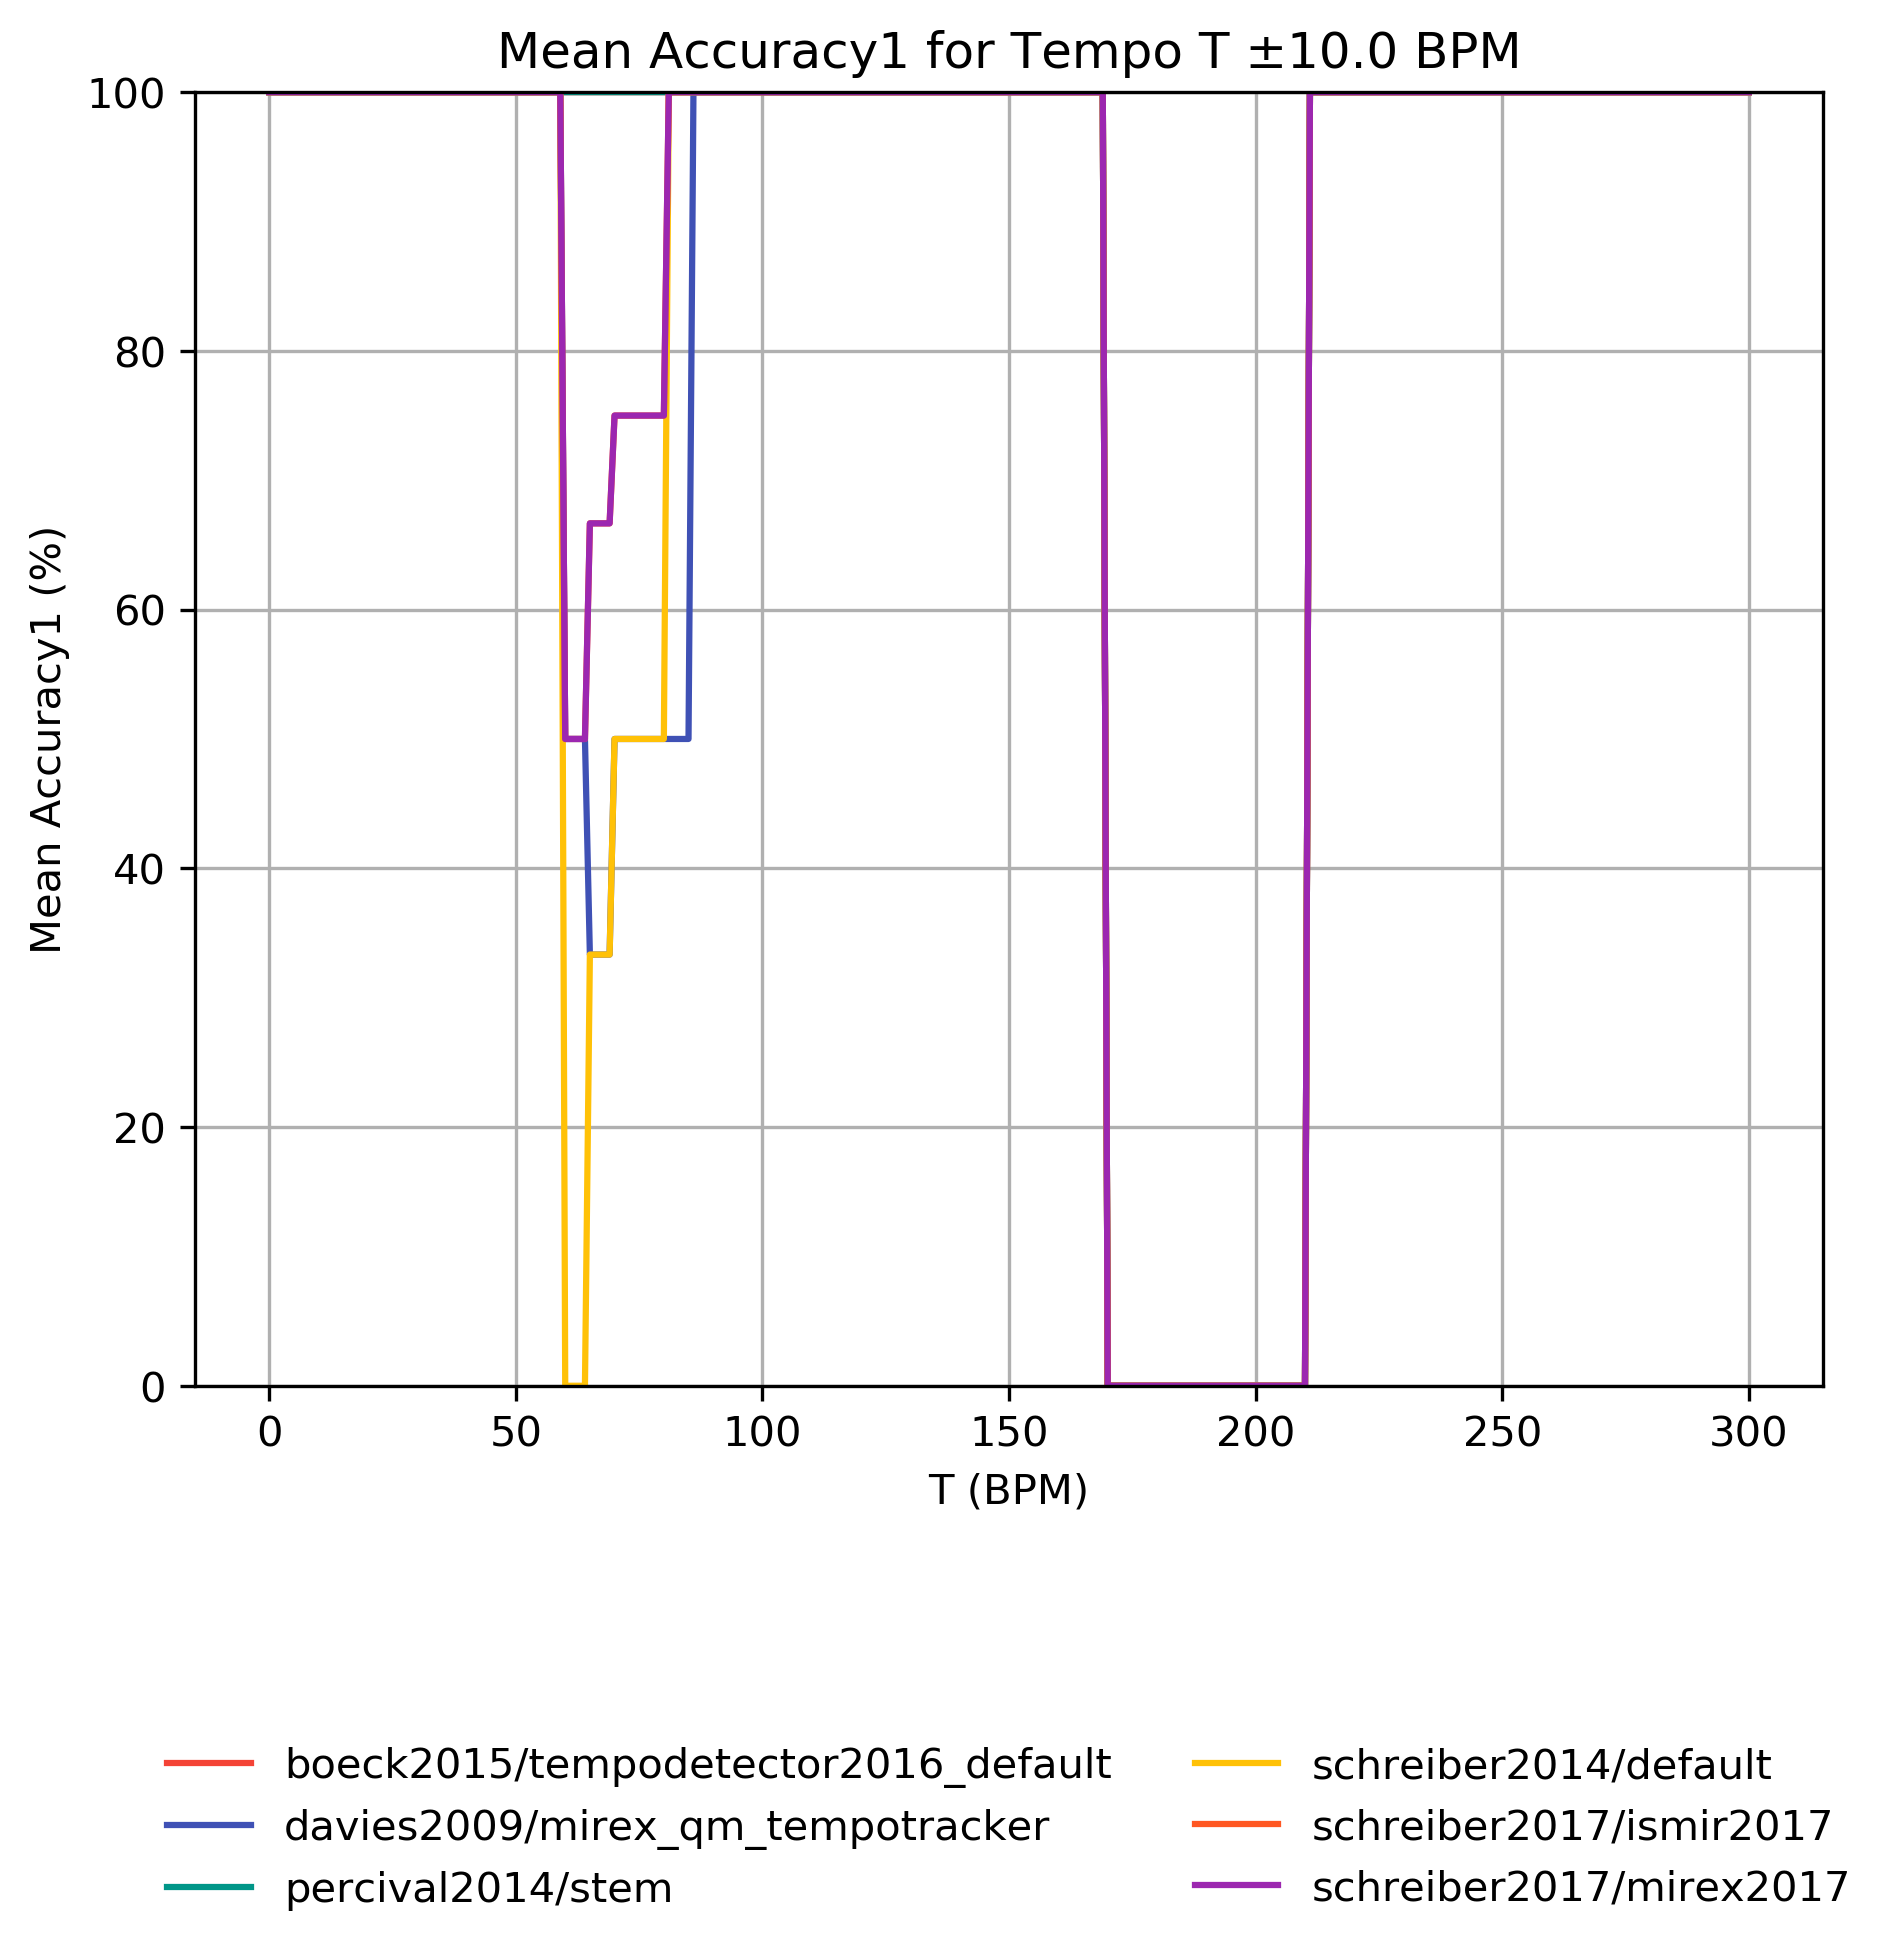 Mean Accuracy1 for Tempo T ±10.0 BPM
100
80
60
40
20
0
Mean Accuracy1 (%)
0 50 100 150 200 250 300
T (BPM)
boeck2015/tempodetector2016_default
davies2009/mirex_qm_tempotracker
percival2014/stem
schreiber2014/default
schreiber2017/ismir2017
schreiber2017/mirex2017